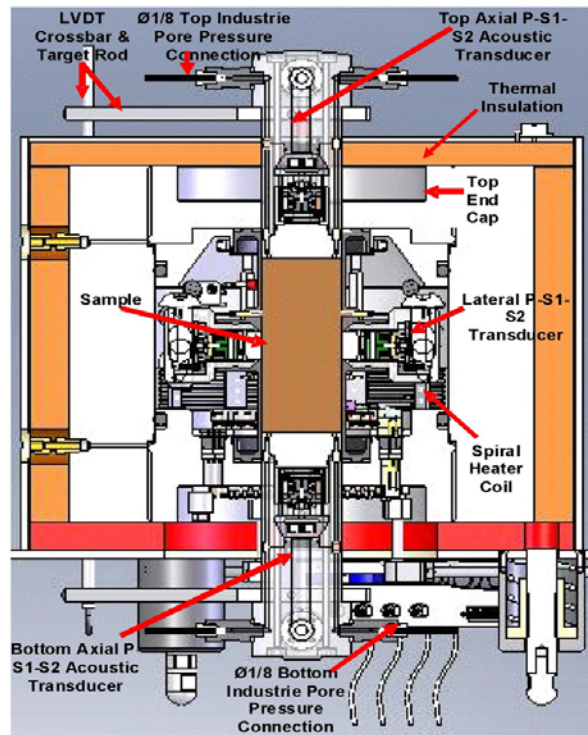 LVDT
Crossbar &
Target Rod
Ø1/8 Top Industrie
Pore Pressure
Connection
Top Axial P-S1-
S2 Acoustic
Transducer
Thermal
Insulation
Top
End
Cap
Sample
Lateral P-S1-
S2
Transducer
Spiral
Heater
Coil
Bottom Axial P
S1-S2 Acoustic
Transducer
Ø1/8 Bottom
Industrie Pore
Pressure
Connection